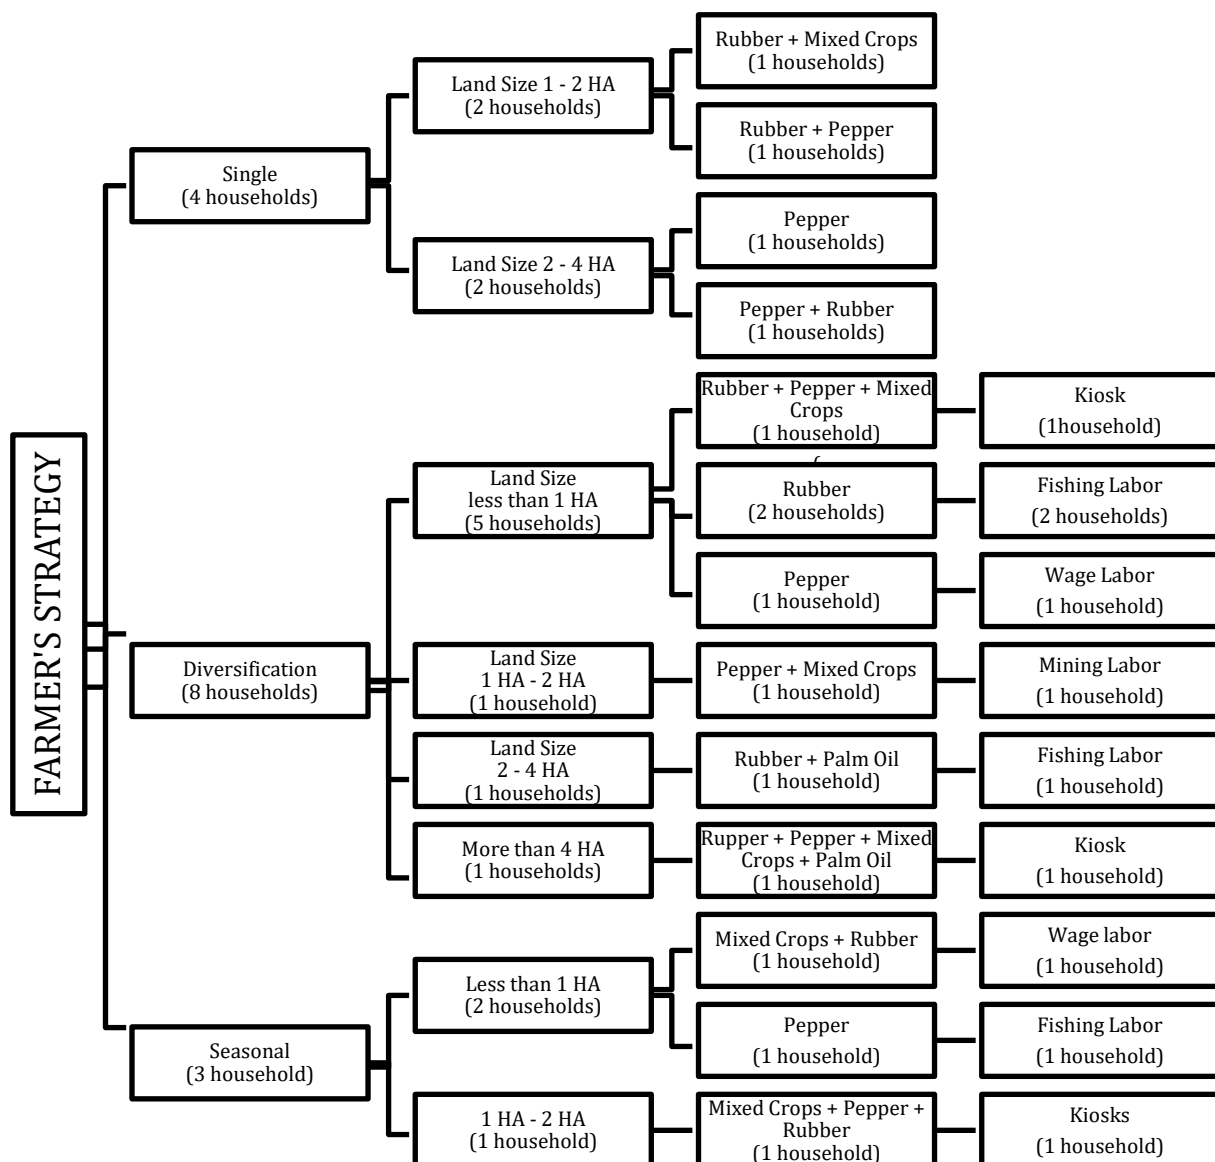 FARMER'S STRATEGY
Single
(4 households)
Land Size 1 - 2 HA
(2 households)
Rubber + Mixed Crops
(1 households)
Rubber + Pepper
(1 households)
Land Size 2 - 4 HA
(2 households)
Pepper
(1 households)
Pepper + Rubber
(1 households)
Diversification
(8 households)
Land Size
less than 1 HA
(5 households)
Rubber + Pepper + Mixed
Crops
(1 household)
Kiosk
(1household)
Rubber
(2 households)
Fishing Labor
(2 households)
Pepper
(1 household)
Wage Labor
(1 household)
Land Size
1 HA - 2 HA
(1 household)
Pepper + Mixed Crops
(1 household)
Mining Labor
(1 household)
Land Size
2 - 4 HA
(1 households)
Rubber + Palm Oil
(1 household)
Fishing Labor
(1 household)
More than 4 HA
(1 households)
Rupper + Pepper + Mixed
Crops + Palm Oil
(1 household)
Kiosk
(1 household)
Seasonal
(3 household)
Less than 1 HA
(2 households)
Mixed Crops + Rubber
(1 household)
Wage labor
(1 household)
Pepper
(1 household)
Fishing Labor
(1 household)
1 HA - 2 HA
(1 household)
Mixed Crops + Pepper +
Rubber
(1 household)
Kiosks
(1 household)